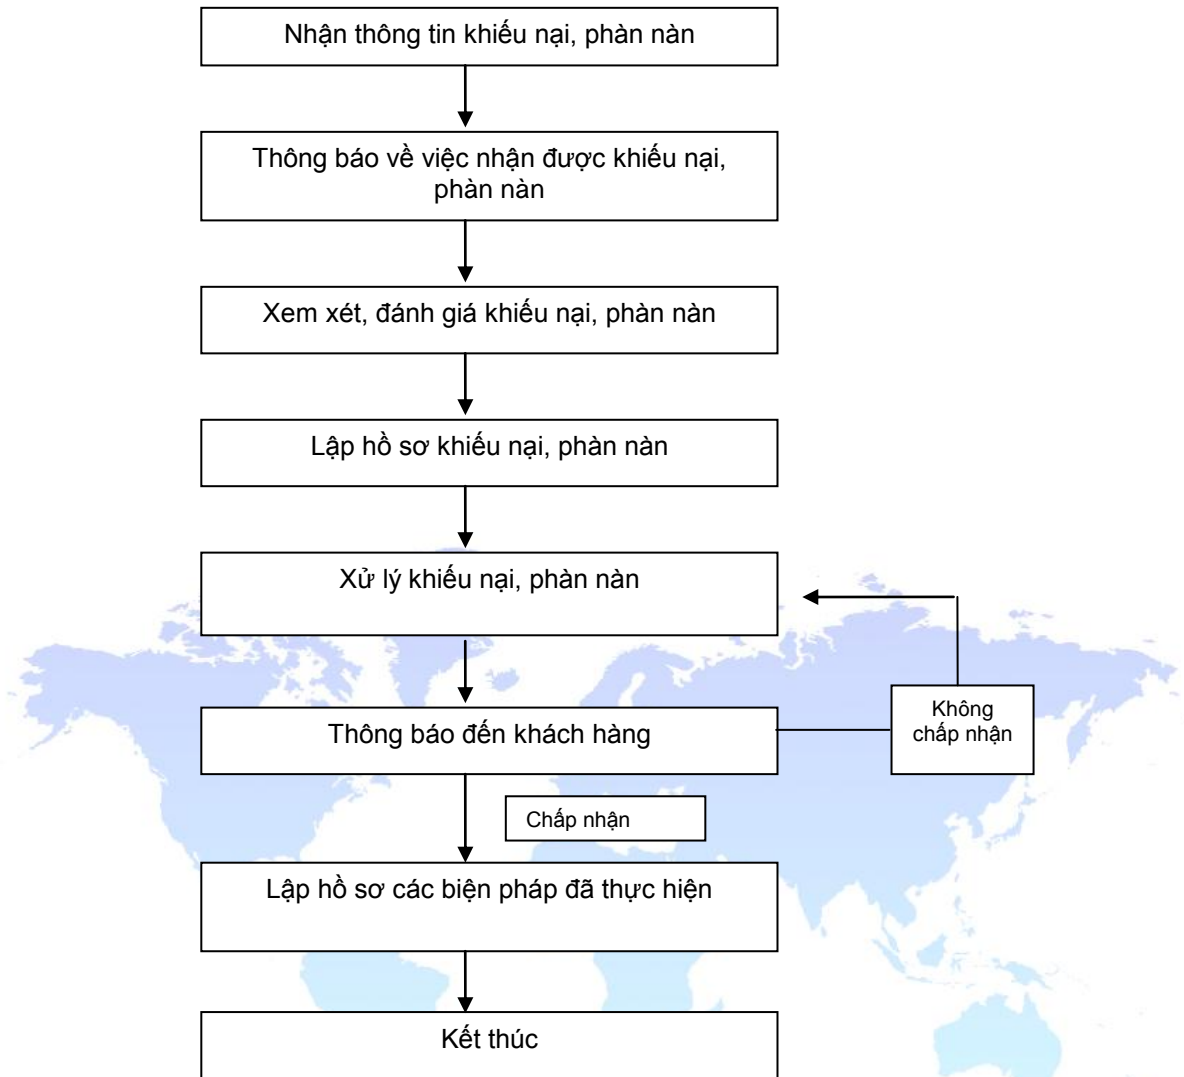 Nhận thông tin khiếu nại, phàn nàn
Thông báo về việc nhận được khiếu nại,
phàn nàn
Xem xét, đánh giá khiếu nại, phàn nàn
Lập hồ sơ khiếu nại, phàn nàn
Xử lý khiếu nại, phàn nàn
Thông báo đến khách hàng
Không
chấp nhận
Chấp nhận
Lập hồ sơ các biện pháp đã thực hiện
Kết thúc